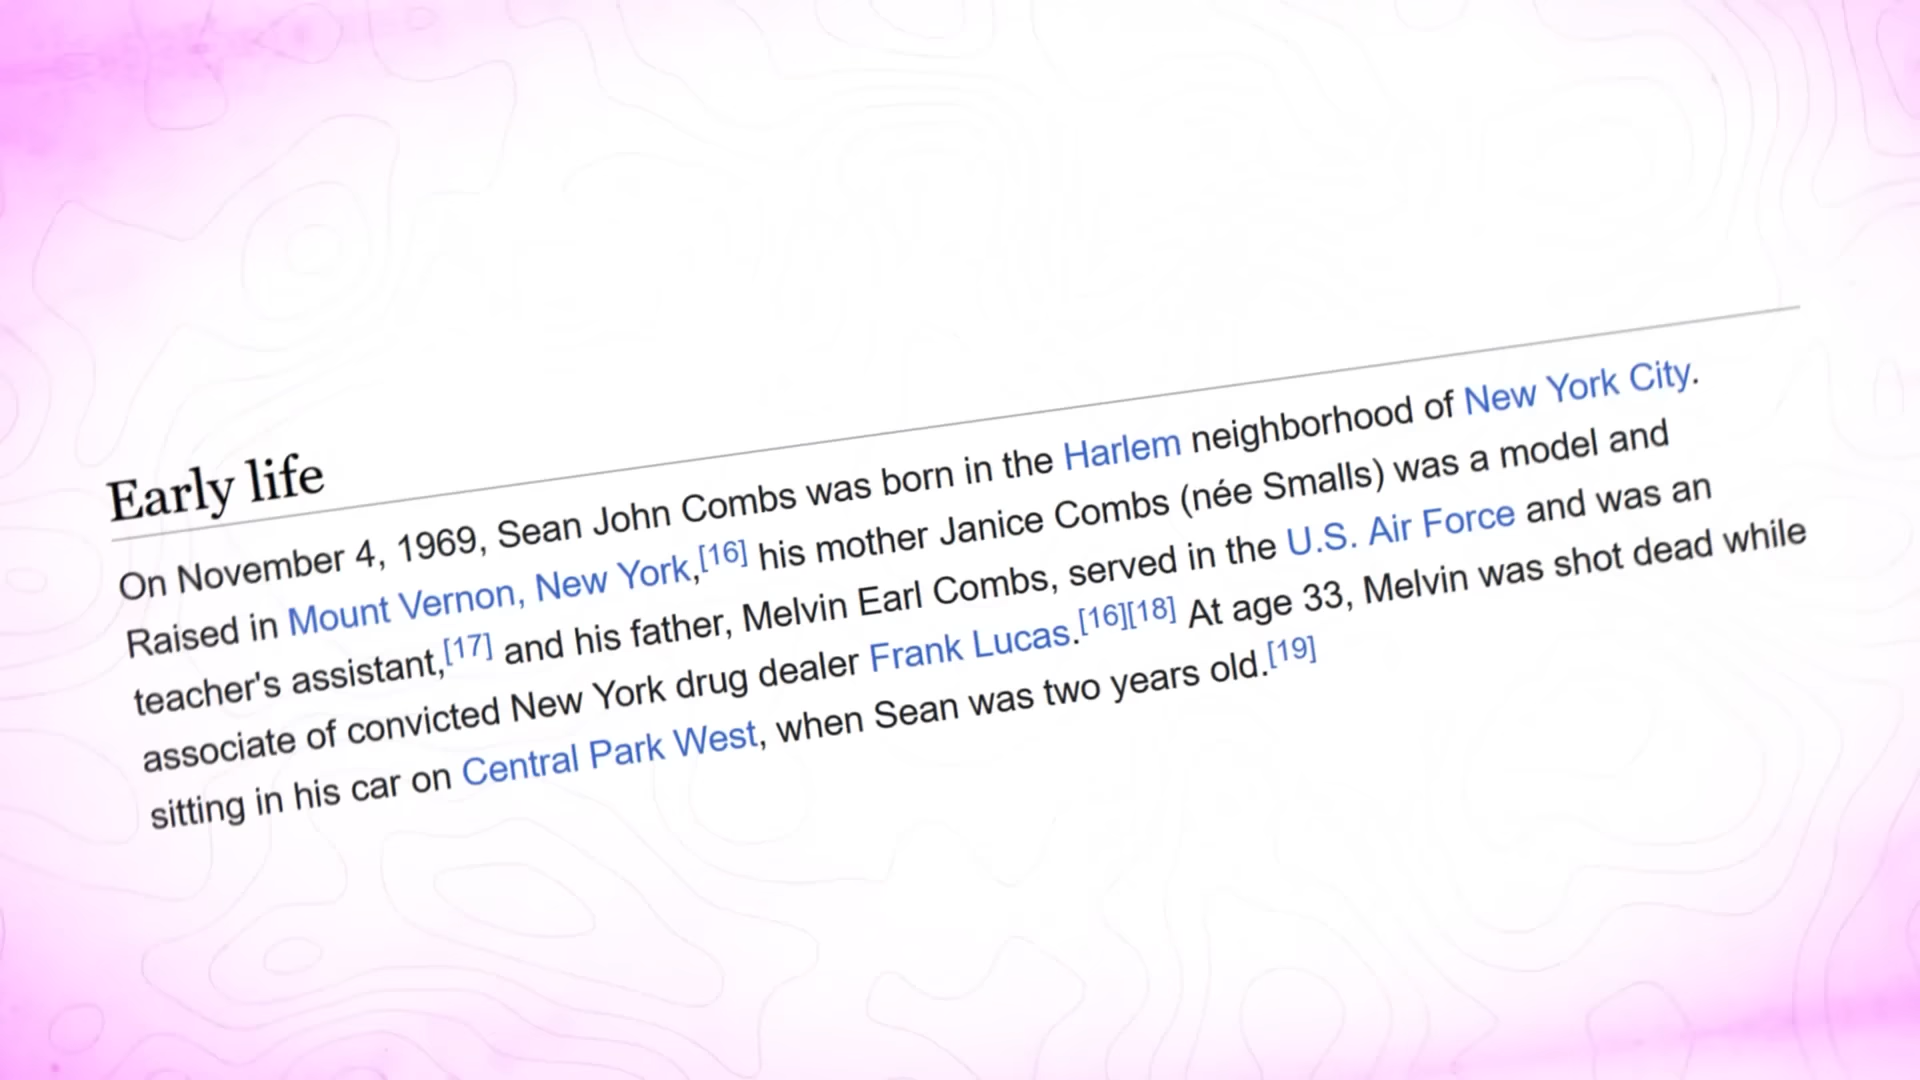 Early life
On November 4, 1969, Sean John Combs was born in the Harlem neighborhood of New York City.
Raised in Mount Vernon, New York,[16] his mother Janice Combs (née Smalls) was a model and
teacher's assistant,[17] and his father, Melvin Earl Combs, served in the U.S. Air Force and was an
associate of convicted New York drug dealer Frank Lucas.[16][18] At age 33, Melvin was shot dead while
sitting in his car on Central Park West, when Sean was two years old.[19]